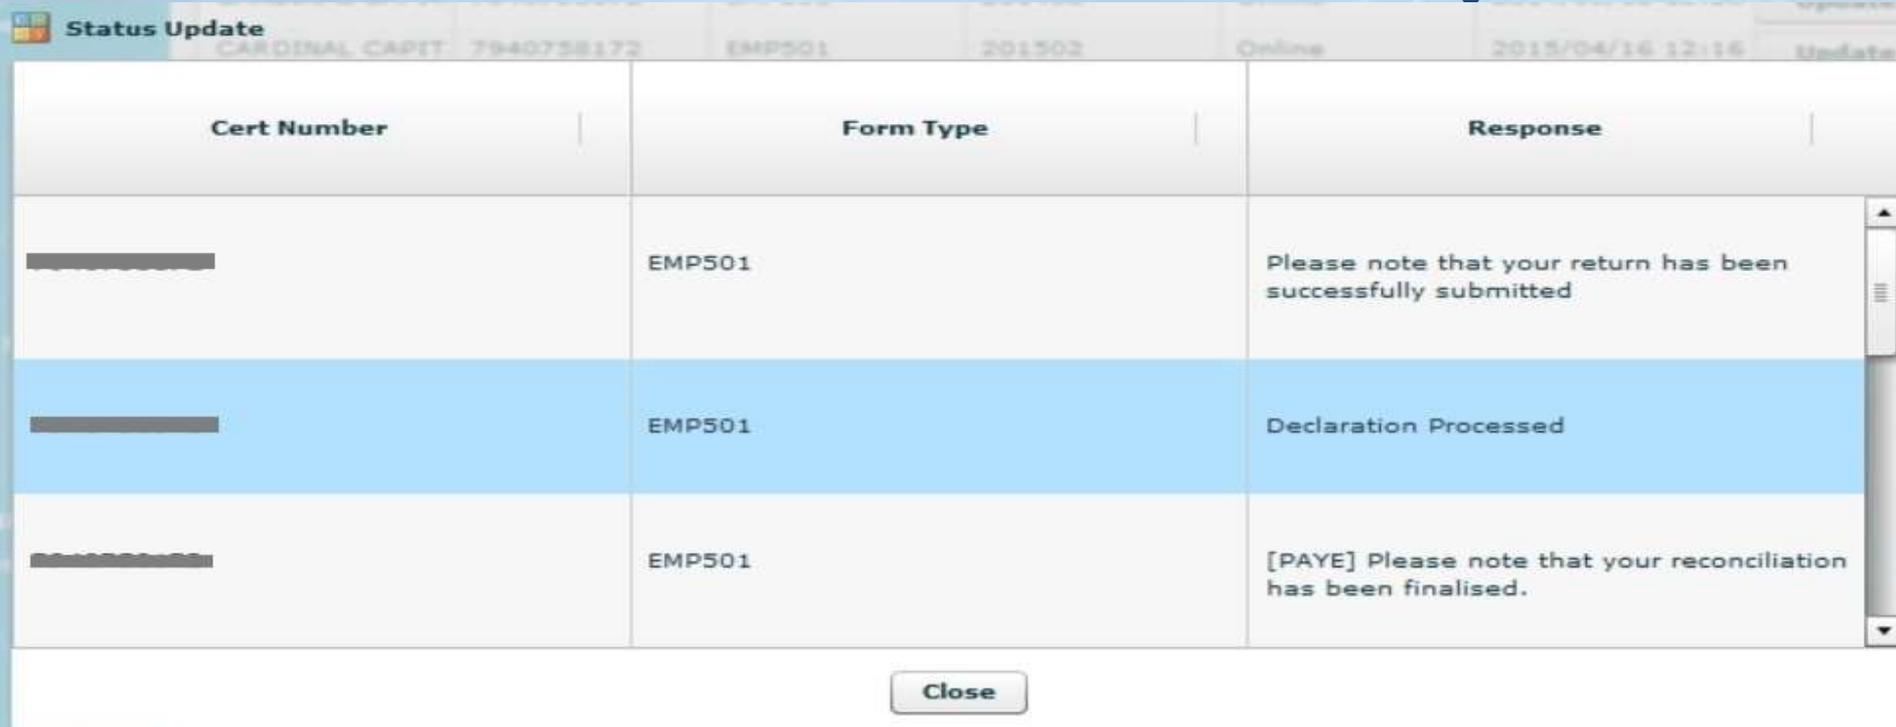 Status Update
CARDINAL CAPIT 7940758172 EMP501 201502 Online 2015/04/16 12:16 Update
Cert Number Form Type Response
EMP501 Please note that your return has been
successfully submitted
EMP501 Declaration Processed
EMP501 [PAYE] Please note that your reconciliation
has been finalised.
Close